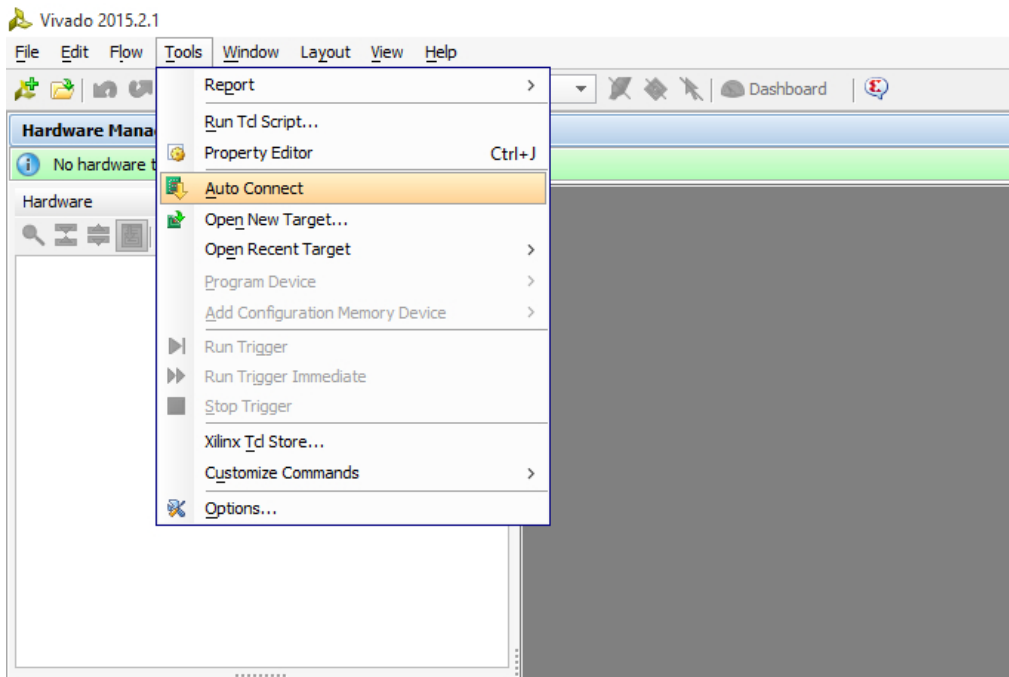 Vivado 2015.2.1
File Edit Flow Tools Window Layout View Help
Dashboard
Hardware Mana
No hardware t
Hardware
Report
Run Tcl Script...
Property Editor Ctrl+J
Auto Connect
Open New Target...
Open Recent Target
Program Device
Add Configuration Memory Device
Run Trigger
Run Trigger Immediate
Stop Trigger
Xilinx Tcl Store...
Customize Commands
Options...